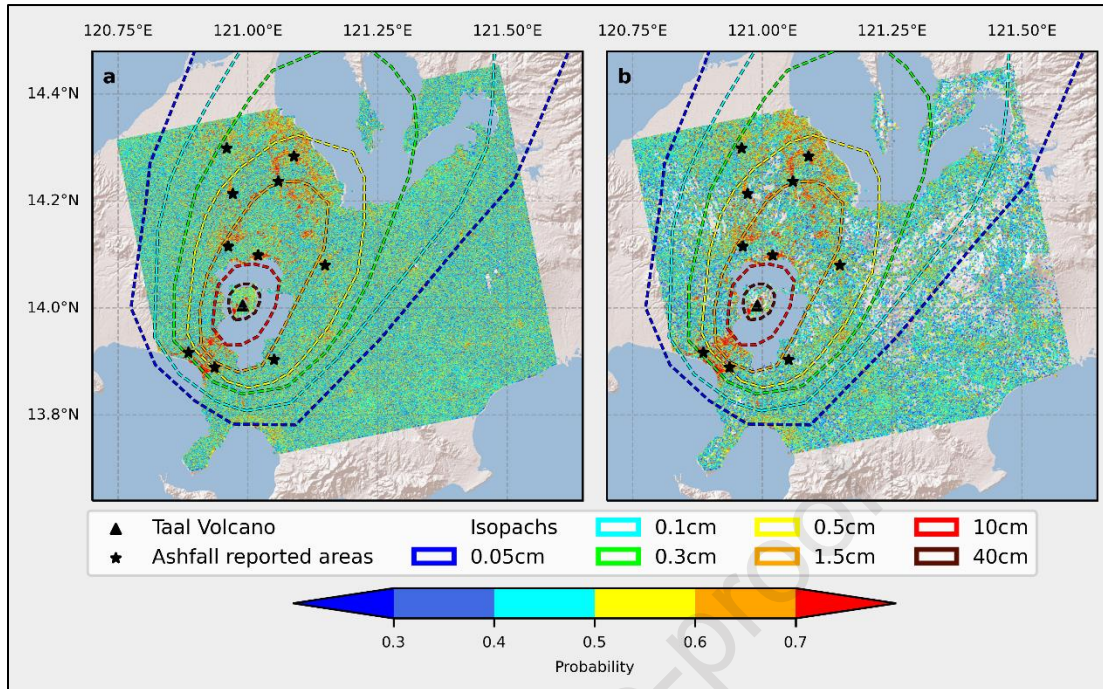 120.75°E 121.00°E 121.25°E 121.50°E 120.75°E 121.00°E 121.25°E 121.50°E
a b
14.4°N
14.2°N
14.0°N
13.8°N
Taal Volcano Isopachs 0.1cm 0.5cm 10cm
Ashfall reported areas 0.05cm 0.3cm 1.5cm 40cm
0.3 0.4 0.5 0.6 0.7
Probability